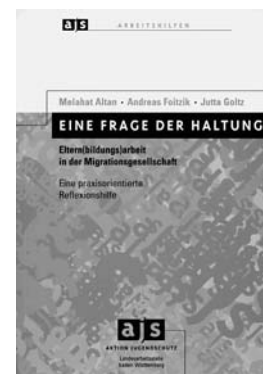 ajs ARBEITSHILFEN
Melahat Altan • Andreas Foitzik • Jutta Goltz
EINE FRAGE DER HALTUNG
Eltern(bildungs)arbeit
in der Migrationsgesellschaft
Eine praxisorientierte
Reflexionshilfe
ajs
AKTION JUGENDSCHUTZ
Landesarbeitsstelle
Baden-Württemberg